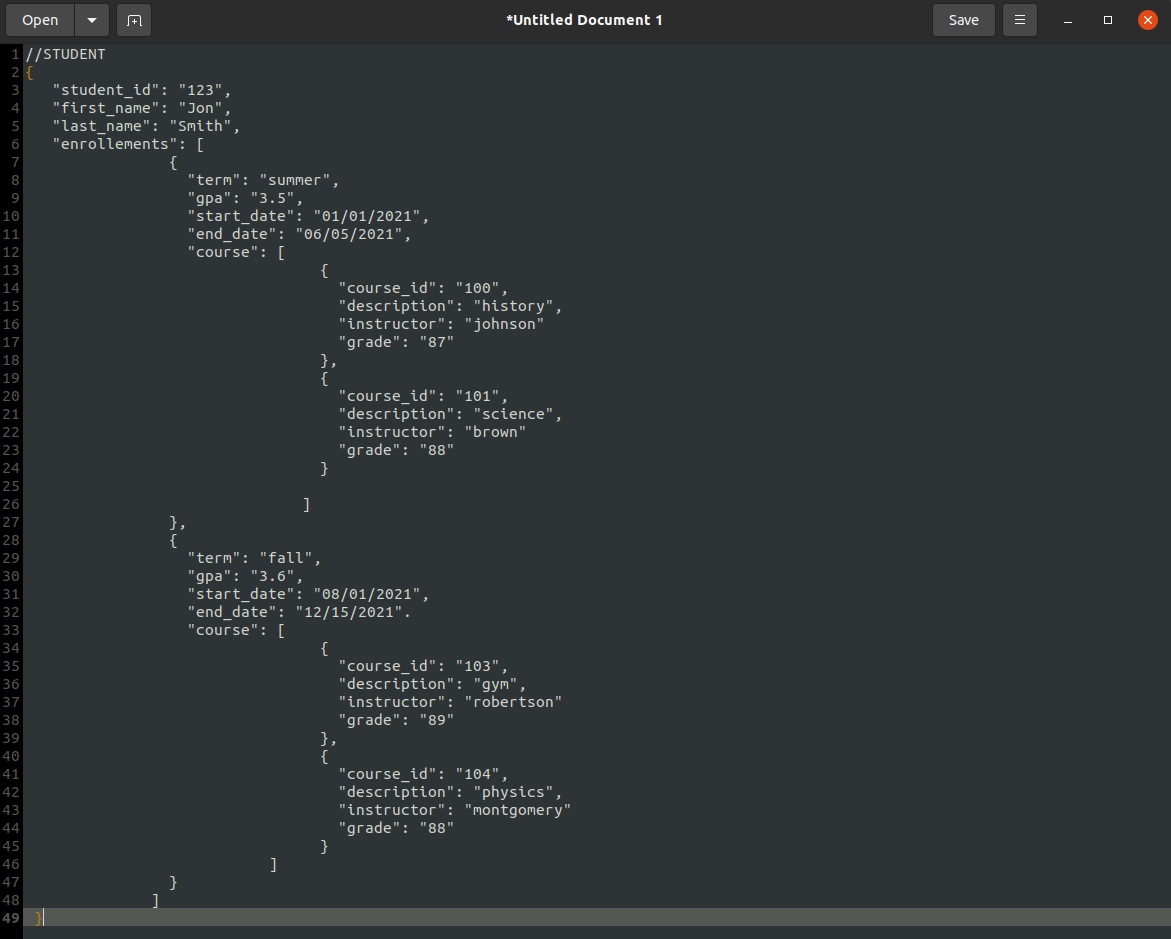 Open
*Untitled Document 1
Save
1 //STUDENT
2 {
3    "student_id": "123",
4    "first_name": "Jon",
5    "last_name": "Smith",
6    "enrollements": [
7                 {
8                   "term": "summer",
9                   "gpa": "3.5",
10                   "start_date": "01/01/2021",
11                   "end_date": "06/05/2021",
12                   "course": [
13                                  {
14                                    "course_id": "100",
15                                    "description": "history",
16                                    "instructor": "johnson"
17                                    "grade": "87"
18                                  },
19                                  {
20                                    "course_id": "101",
21                                    "description": "science",
22                                    "instructor": "brown"
23                                    "grade": "88"
24                                  }
25
26                                ]
27                 },
28                 {
29                   "term": "fall",
30                   "gpa": "3.6",
31                   "start_date": "08/01/2021",
32                   "end_date": "12/15/2021".
33                   "course": [
34                                  {
35                                    "course_id": "103",
36                                    "description": "gym",
37                                    "instructor": "robertson"
38                                    "grade": "89"
39                                  },
40                                  {
41                                    "course_id": "104",
42                                    "description": "physics",
43                                    "instructor": "montgomery"
44                                    "grade": "88"
45                                  }
46                            ]
47                 }
48               ]
49  }